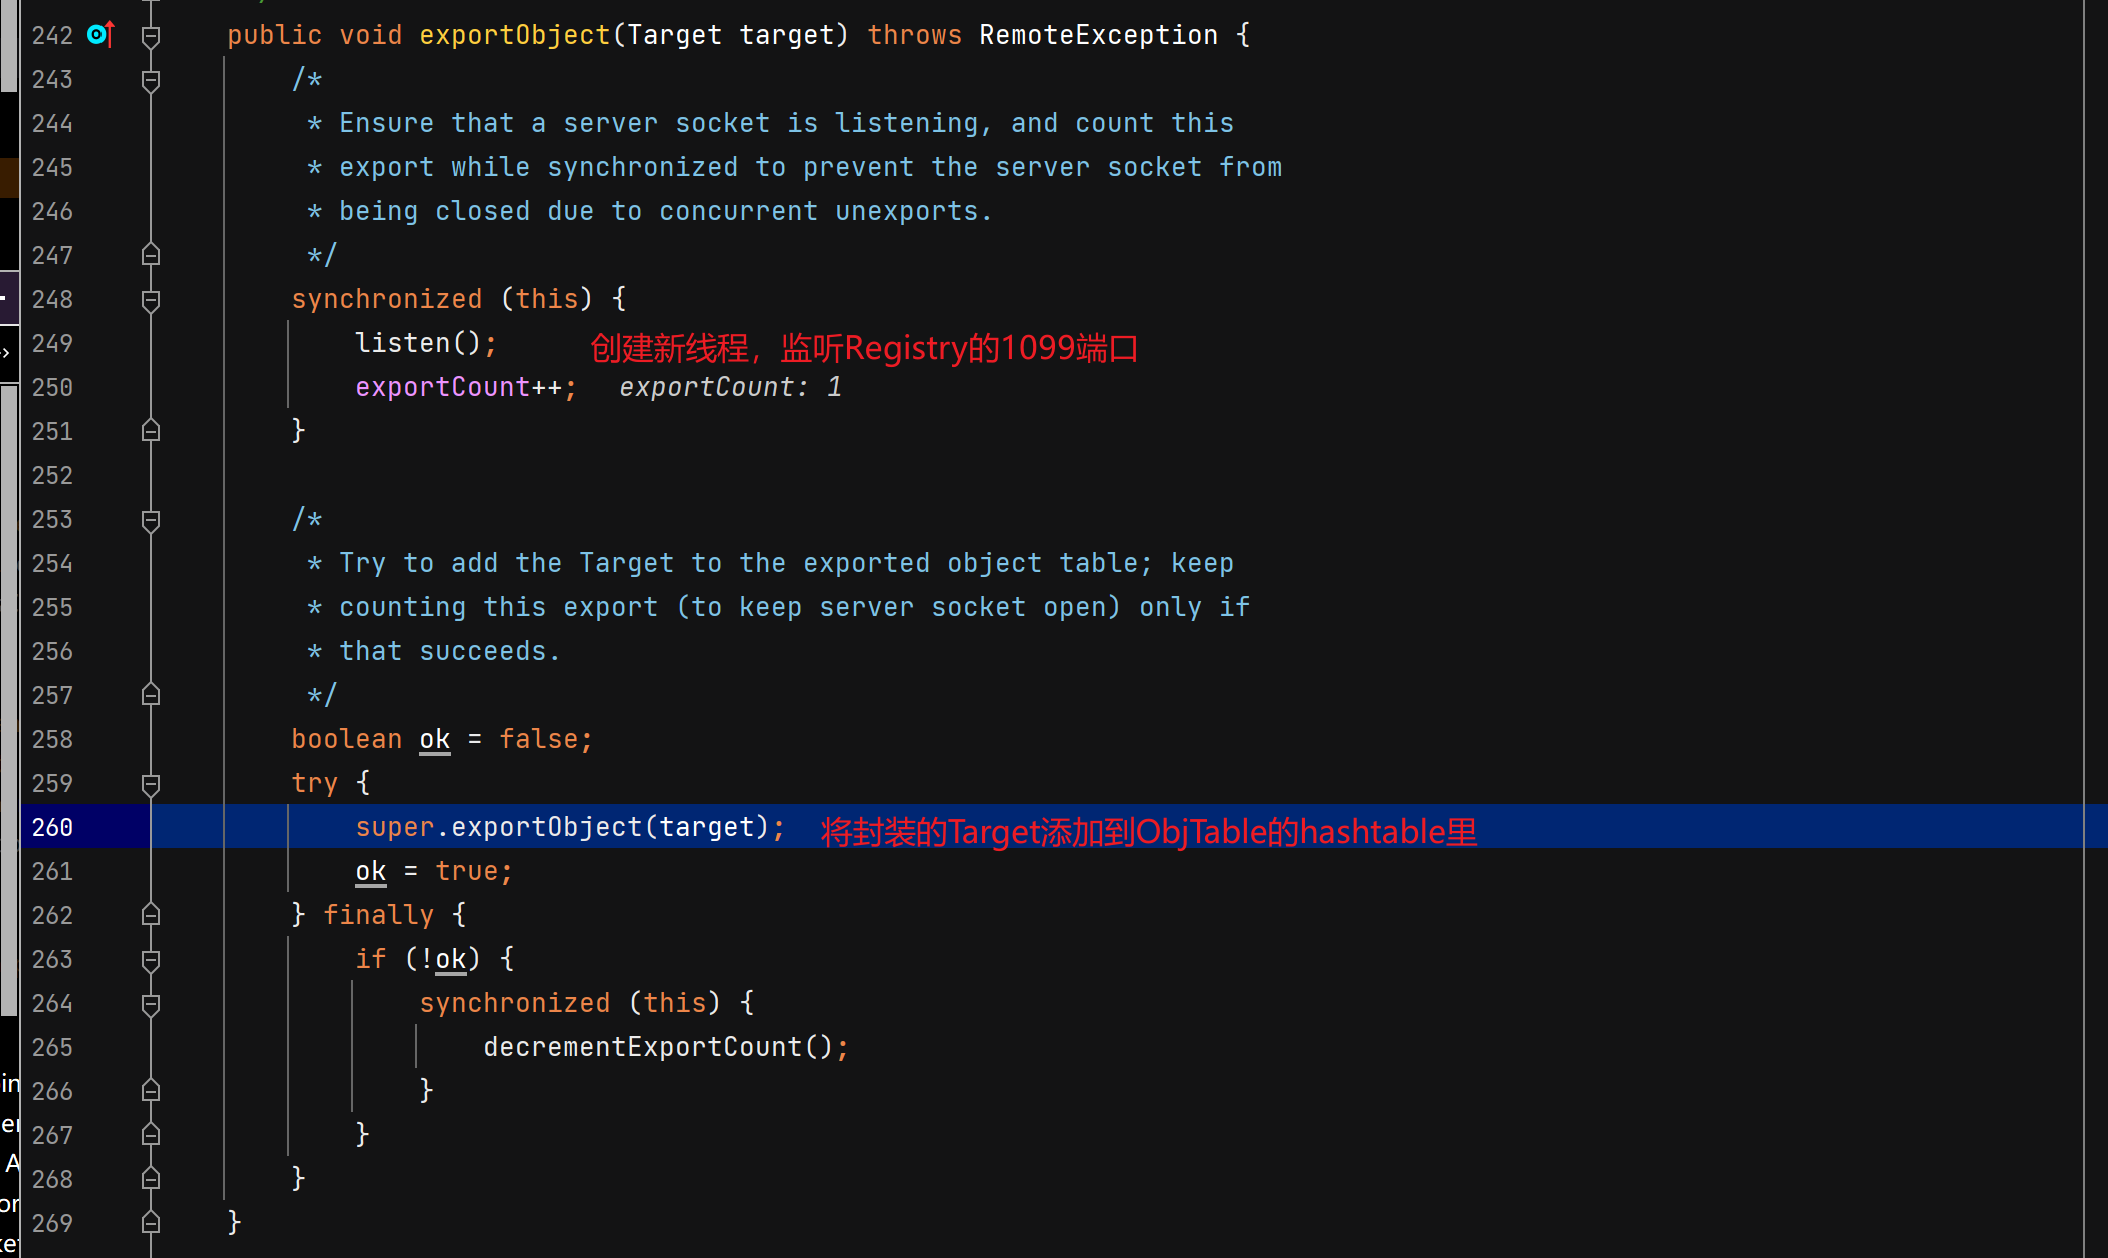 242 public void exportObject(Target target) throws RemoteException {
243 /*
244 * Ensure that a server socket is listening, and count this
245 * export while synchronized to prevent the server socket from
246 * being closed due to concurrent unexports.
247 */
248 synchronized (this) {
249 listen(); 创建新线程，监听Registry的1099端口
250 exportCount++; exportCount: 1
251 }
252
253 /*
254 * Try to add the Target to the exported object table; keep
255 * counting this export (to keep server socket open) only if
256 * that succeeds.
257 */
258 boolean ok = false;
259 try {
260 super.exportObject(target); 将封装的Target添加到ObjTable的hashtable里
261 ok = true;
262 } finally {
263 if (!ok) {
264 synchronized (this) {
265 decrementExportCount();
266 }
267 }
268 }
269 }